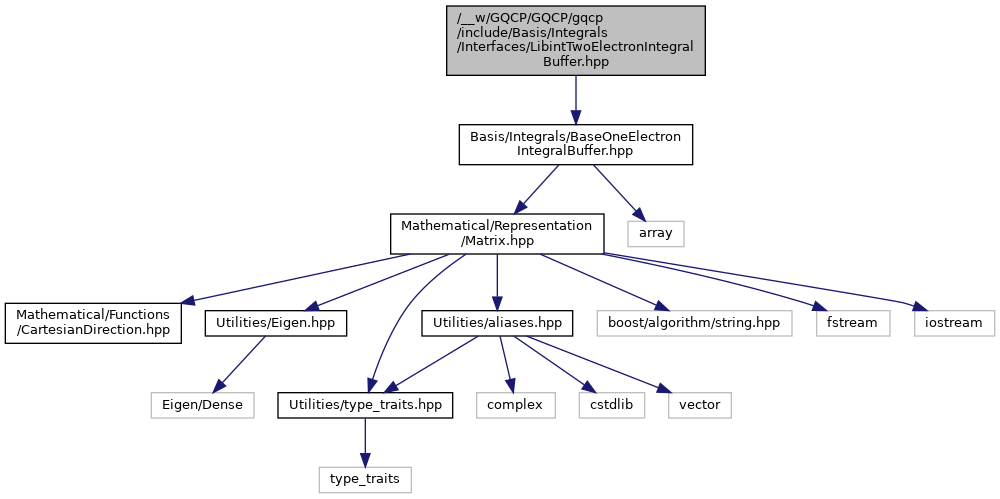 /__w/GQCP/GQCP/gqcp
/include/Basis/Integrals
/Interfaces/LibintTwoElectronIntegral
Buffer.hpp
Basis/Integrals/BaseOneElectron
IntegralBuffer.hpp
Mathematical/Representation
/Matrix.hpp
array
Mathematical/Functions
/CartesianDirection.hpp
Utilities/Eigen.hpp
Utilities/aliases.hpp
boost/algorithm/string.hpp
fstream
iostream
Eigen/Dense
Utilities/type_traits.hpp
complex
cstdlib
vector
type_traits